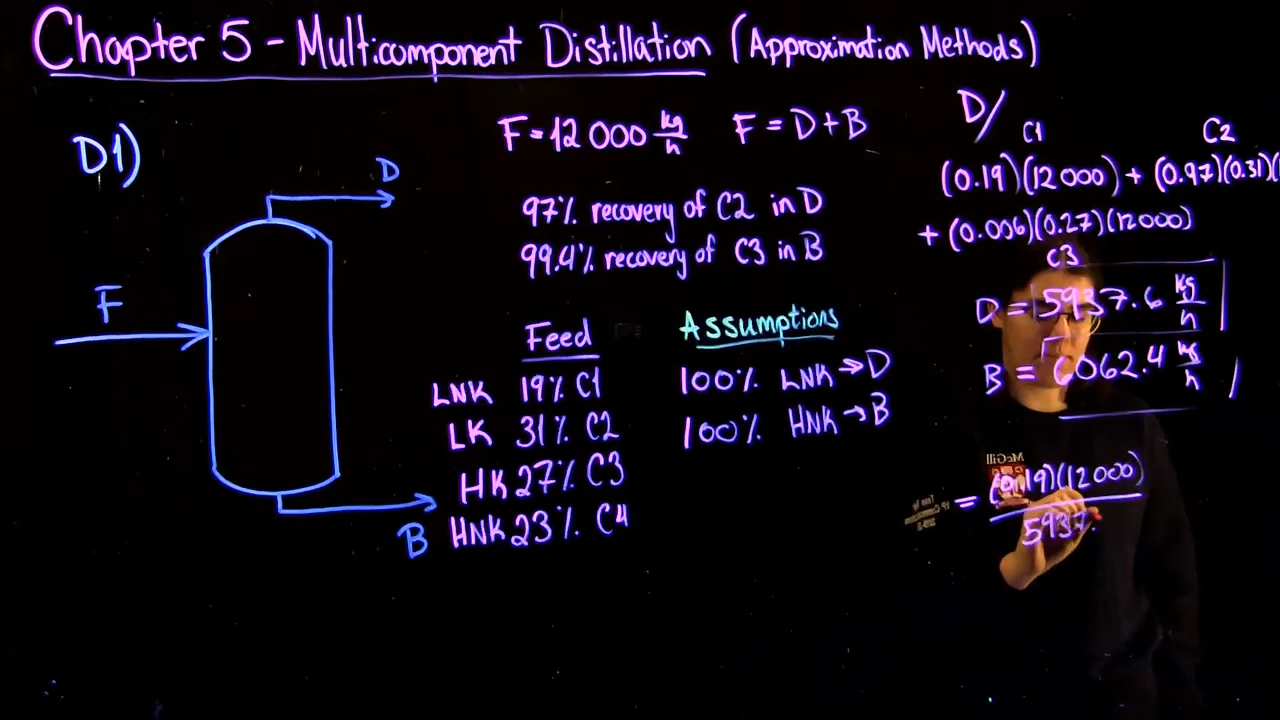 Chapter 5 - Multicomponent Distillation (Approximation Methods)
D1)
D
F
B
F = 12 000 kg/h F = D + B
97% recovery of C2 in D
99.4% recovery of C3 in B
Feed
LNK 19% C1
LK 31% C2
HK 27% C3
HNK 23% C4
Assumptions
100% LNK → D
100% HNK → B
D/
C1 C2
(0.19)(12 000) + (0.97)(0.31)(
+ (0.006)(0.27)(12000)
C3
D = 5937.6 kg/h
B = 6062.4 kg/h
= (0.19)(12 000)
5937.
McGill